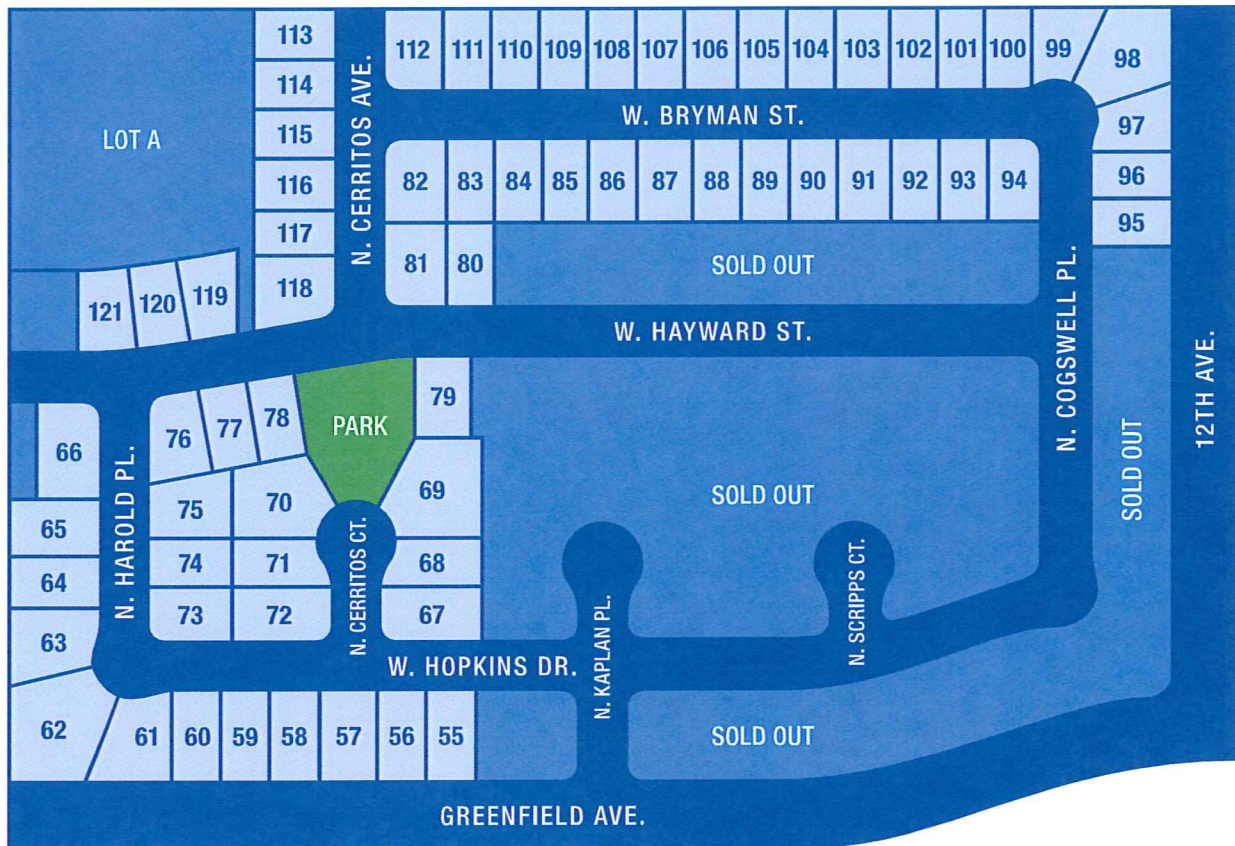 113
112 111 110 109 108 107 106 105 104 103 102 101 100 99 98
114
N. CERRITOS AVE.
W. BRYMAN ST.
LOT A
115
97
116
82 83 84 85 86 87 88 89 90 91 92 93 94
96
117
95
118
81 80
SOLD OUT
121 120 119
W. HAYWARD ST.
N. COGSWELL PL.
12TH AVE.
76 77 78
PARK
79
66
N. HAROLD PL.
75 70
69
SOLD OUT
SOLD OUT
65
74 71
N. CERRITOS CT.
68
64
73 72
67
N. KAPLAN PL.
N. SCRIPPS CT.
63
W. HOPKINS DR.
62 61 60 59 58 57 56 55
SOLD OUT
GREENFIELD AVE.